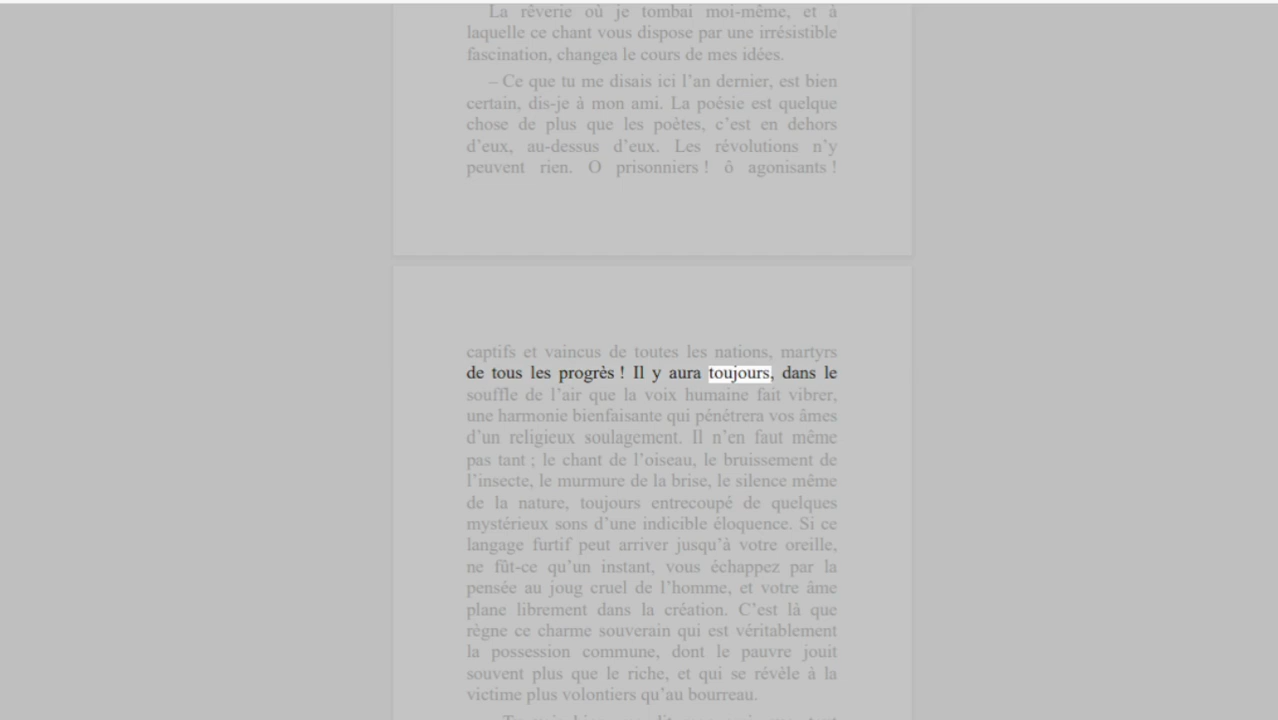 La rêverie où je tombai moi-même, et à
laquelle ce chant vous dispose par une irrésistible
fascination, changea le cours de mes idées.
– Ce que tu me disais ici l’an dernier, est bien
certain, dis-je à mon ami. La poésie est quelque
chose de plus que les poètes, c’est en dehors
d’eux, au-dessus d’eux. Les révolutions n’y
peuvent rien. O prisonniers ! ô agonisants !
captifs et vaincus de toutes les nations, martyrs
de tous les progrès ! Il y aura toujours, dans le
souffle de l’air que la voix humaine fait vibrer,
une harmonie bienfaisante qui pénétrera vos âmes
d’un religieux soulagement. Il n’en faut même
pas tant ; le chant de l’oiseau, le bruissement de
l’insecte, le murmure de la brise, le silence même
de la nature, toujours entrecoupé de quelques
mystérieux sons d’une indicible éloquence. Si ce
langage furtif peut arriver jusqu’à votre oreille,
ne fût-ce qu’un instant, vous échappez par la
pensée au joug cruel de l’homme, et votre âme
plane librement dans la création. C’est là que
règne ce charme souverain qui est véritablement
la possession commune, dont le pauvre jouit
souvent plus que le riche, et qui se révèle à la
victime plus volontiers qu’au bourreau.